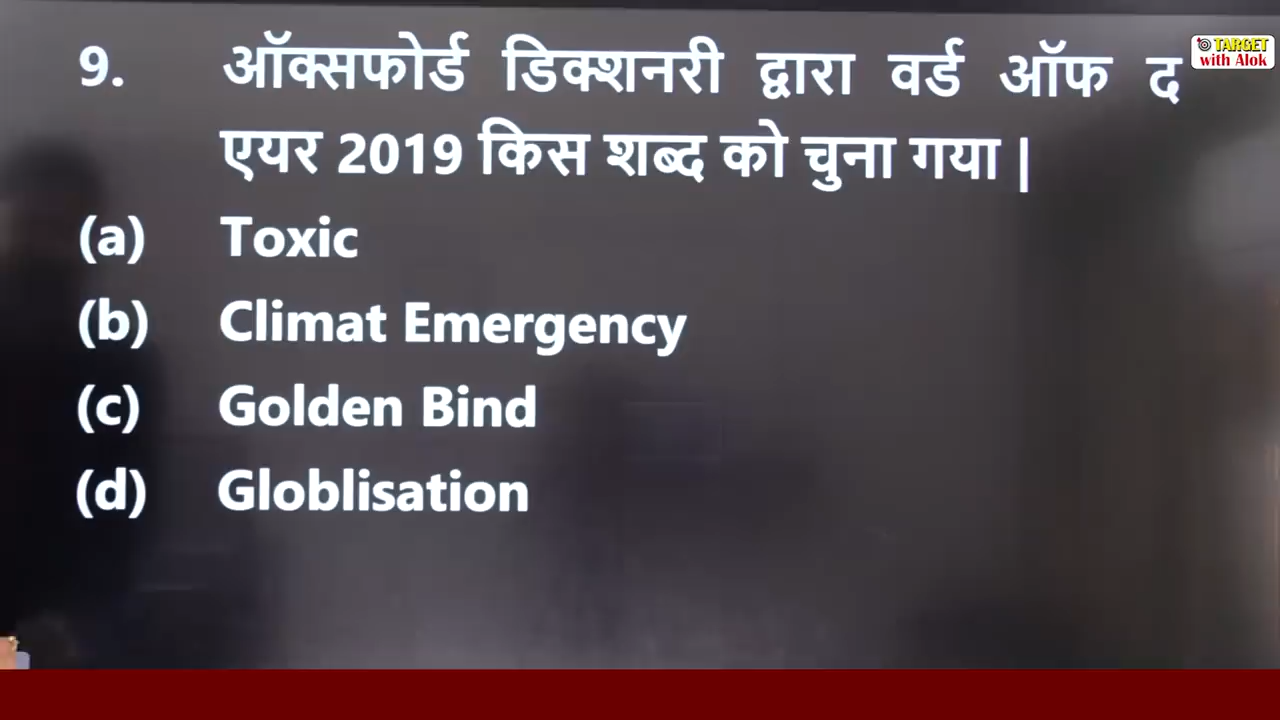 TARGET
with Alok
9. ऑक्सफोर्ड डिक्शनरी द्वारा वर्ड ऑफ द
एयर 2019 किस शब्द को चुना गया |
(a) Toxic
(b) Climat Emergency
(c) Golden Bind
(d) Globlisation